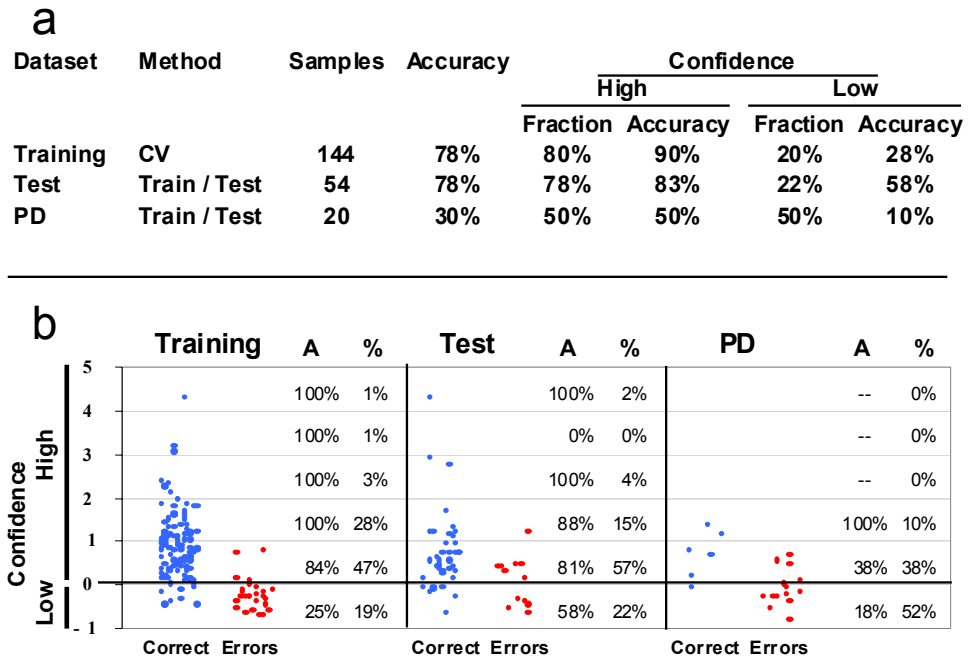 a
Dataset Method Samples Accuracy Confidence
High Low
Fraction Accuracy Fraction Accuracy
Training CV 144 78% 80% 90% 20% 28%
Test Train / Test 54 78% 78% 83% 22% 58%
PD Train / Test 20 30% 50% 50% 50% 10%
b
Training A % Test A % PD A %
5
100% 1% 100% 2% -- 0%
4
100% 1% 0% 0% -- 0%
3
100% 3% 100% 4% -- 0%
2
100% 28% 88% 15% 100% 10%
1
84% 47% 81% 57% 38% 38%
0
25% 19% 58% 22% 18% 52%
- 1
Confidence
High
Low
Correct Errors Correct Errors Correct Errors